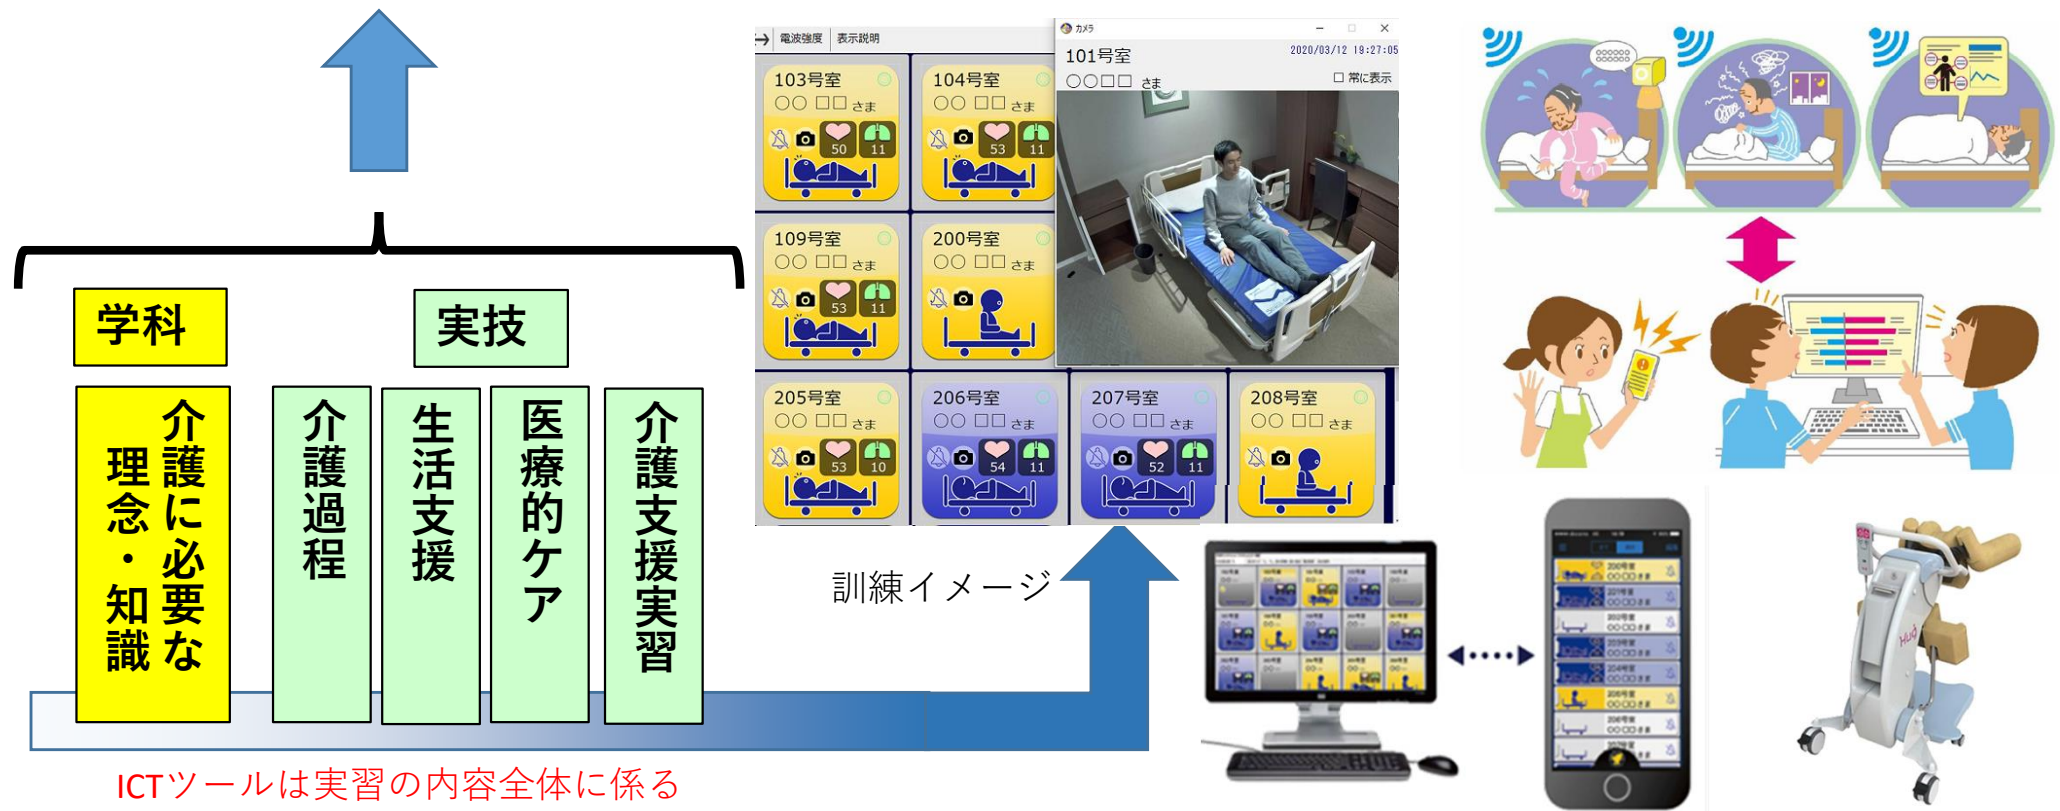 学科
実技
介護に必要な
理念・知識
介護過程
生活支援
医療的ケア
介護支援実習
ICTツールは実習の内容全体に係る
訓練イメージ
電波強度 表示説明
103号室
○○ □□ さま
50 11
104号室
○○ □□ さま
53 11
カメラ
101号室
2020/03/12 19:27:05
○○□□ さま
□ 常に表示
109号室
○○ □□ さま
53 11
200号室
○○ □□ さま
205号室
○○ □□ さま
53 10
206号室
○○ □□ さま
54 11
207号室
○○ □□ さま
52 11
208号室
○○ □□ さま
200号室
○○□□さま
Hug